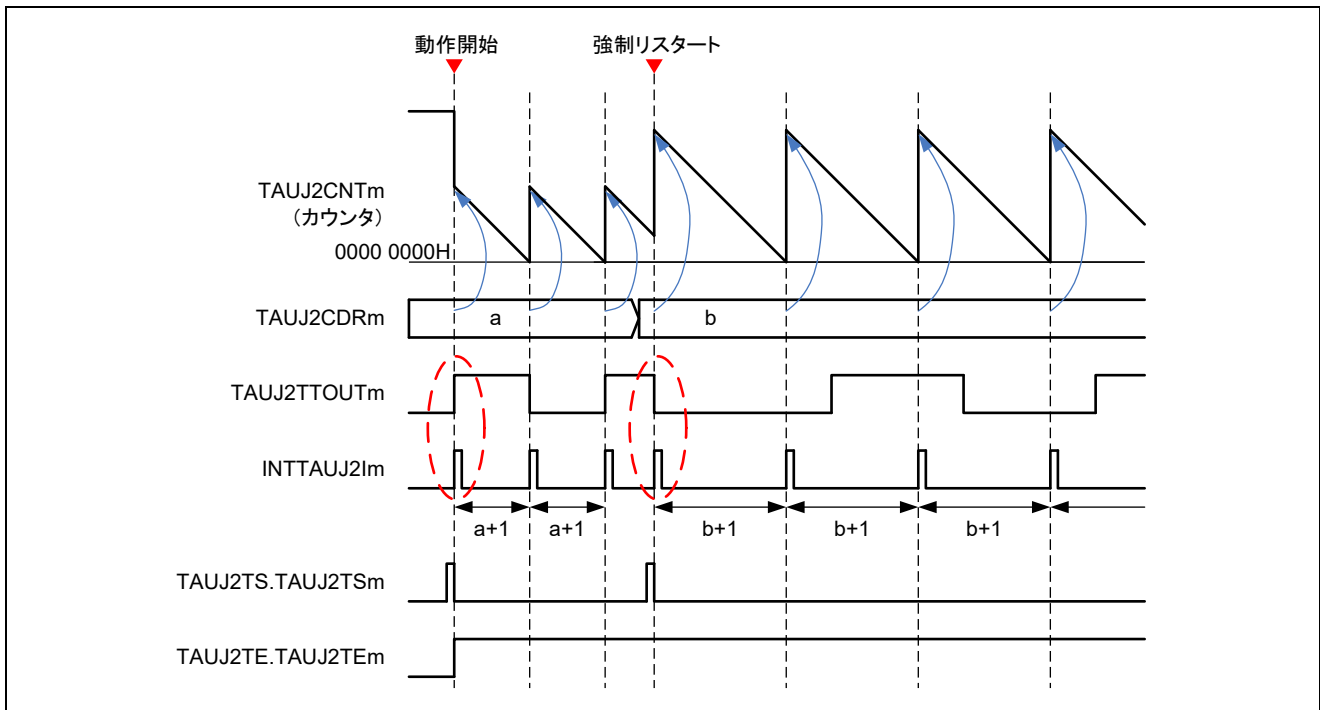 動作開始 強制リスタート
TAUJ2CNTm
(カウンタ)
0000 0000H
TAUJ2CDRm a b
TAUJ2TTOUTm
INTTAUJ2Im
a+1 a+1 b+1 b+1 b+1
TAUJ2TS.TAUJ2TSm
TAUJ2TE.TAUJ2TEm